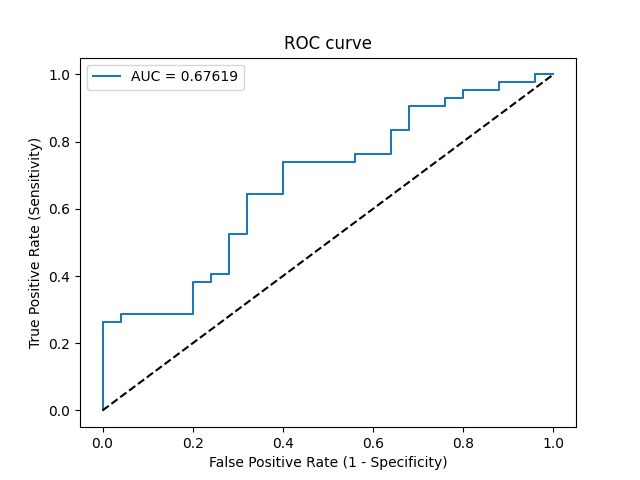 ROC curve
AUC = 0.67619
True Positive Rate (Sensitivity)
1.0
0.8
0.6
0.4
0.2
0.0
0.0 0.2 0.4 0.6 0.8 1.0
False Positive Rate (1 - Specificity)